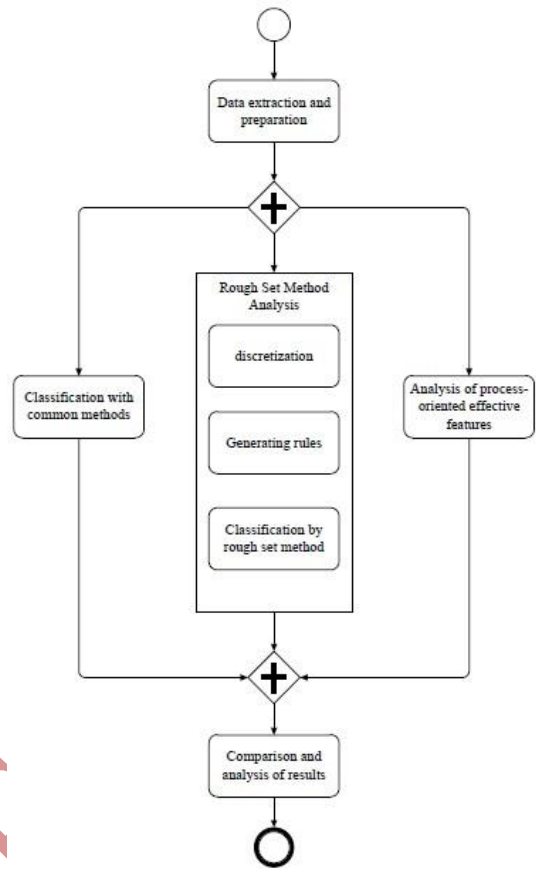 Data extraction and
preparation
Rough Set Method
Analysis
discretization
Classification with
common methods
Analysis of process-
oriented effective
features
Generating rules
Classification by
rough set method
Comparison and
analysis of results